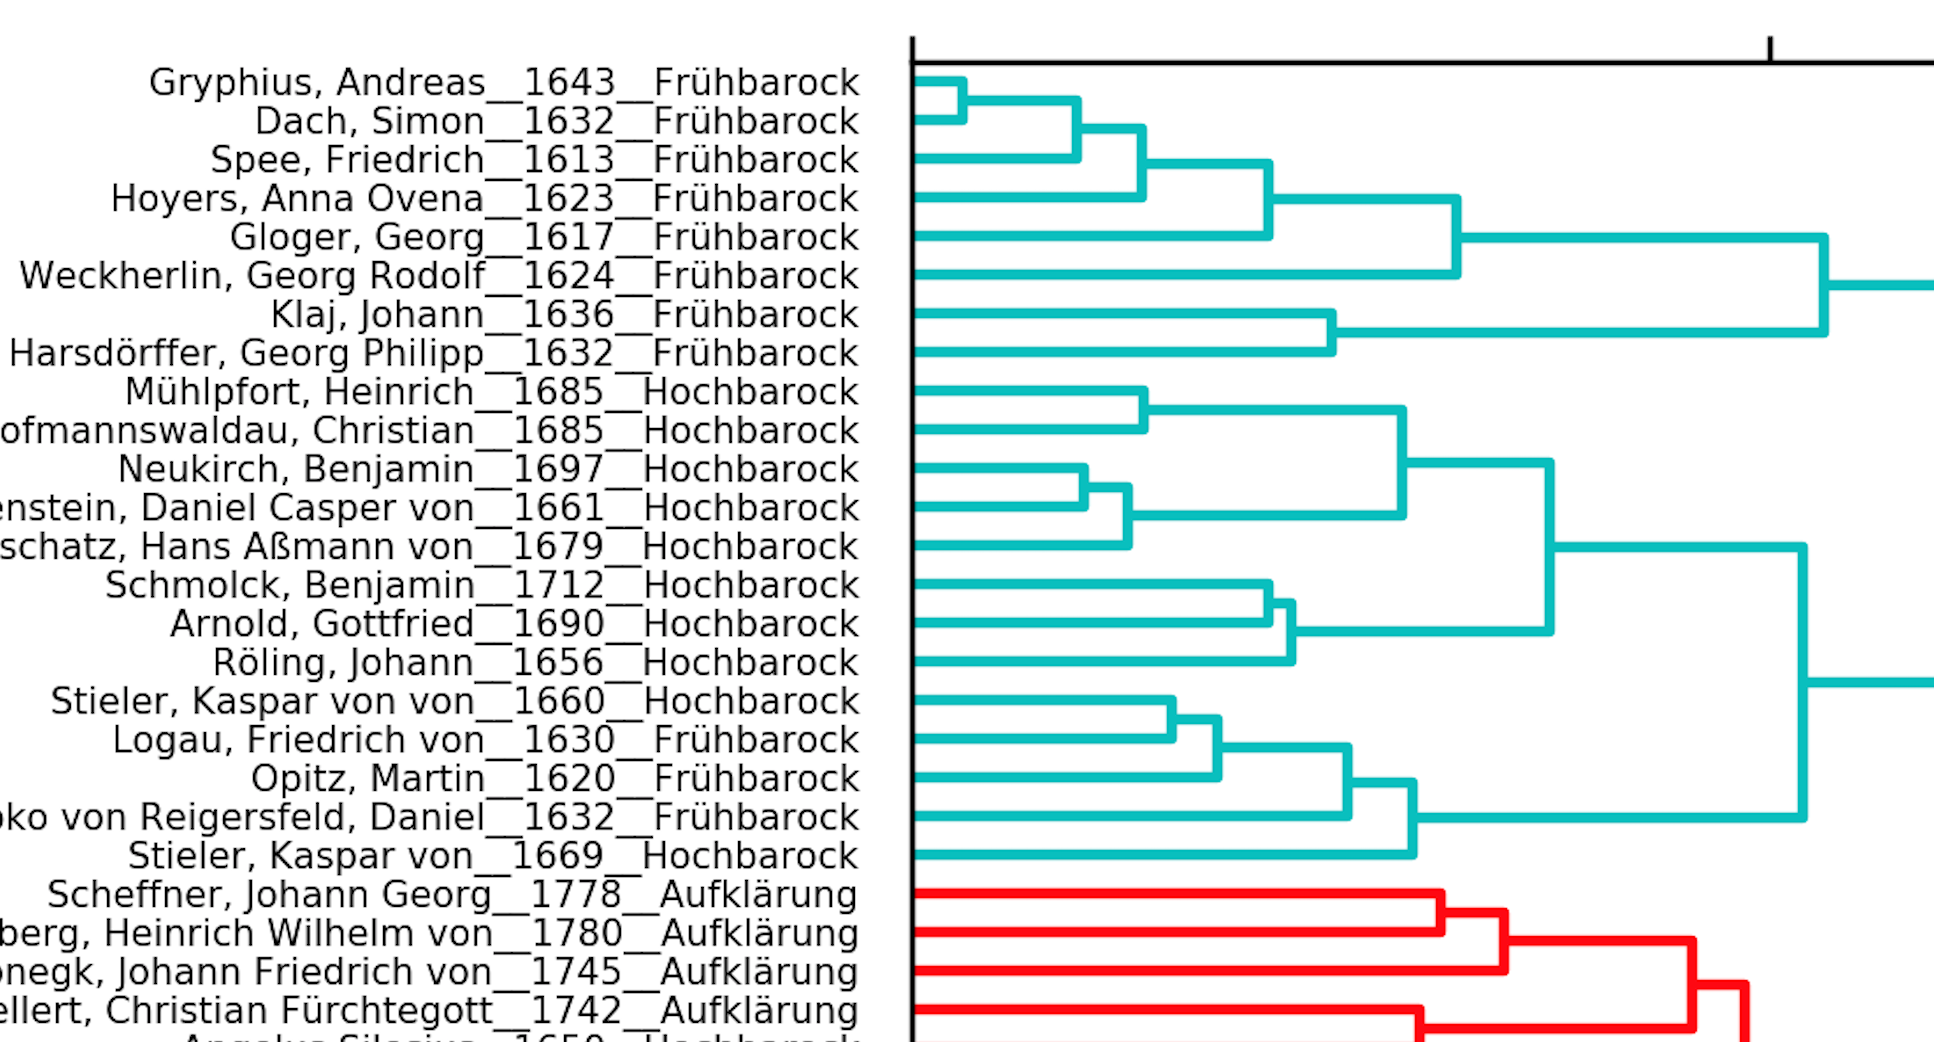 Gryphius, Andreas__1643__Frühbarock
Dach, Simon__1632__Frühbarock
Spee, Friedrich__1613__Frühbarock
Hoyers, Anna Ovena__1623__Frühbarock
Gloger, Georg__1617__Frühbarock
Weckherlin, Georg Rodolf__1624__Frühbarock
Klaj, Johann__1636__Frühbarock
Harsdörffer, Georg Philipp__1632__Frühbarock
Mühlpfort, Heinrich__1685__Hochbarock
ofmannswaldau, Christian__1685__Hochbarock
Neukirch, Benjamin__1697__Hochbarock
enstein, Daniel Casper von__1661__Hochbarock
schatz, Hans Aßmann von__1679__Hochbarock
Schmolck, Benjamin__1712__Hochbarock
Arnold, Gottfried__1690__Hochbarock
Röling, Johann__1656__Hochbarock
Stieler, Kaspar von von__1660__Hochbarock
Logau, Friedrich von__1630__Frühbarock
Opitz, Martin__1620__Frühbarock
ko von Reigersfeld, Daniel__1632__Frühbarock
Stieler, Kaspar von__1669__Hochbarock
Scheffner, Johann Georg__1778__Aufklärung
berg, Heinrich Wilhelm von__1780__Aufklärung
negk, Johann Friedrich von__1745__Aufklärung
ellert, Christian Fürchtegott__1742__Aufklärung